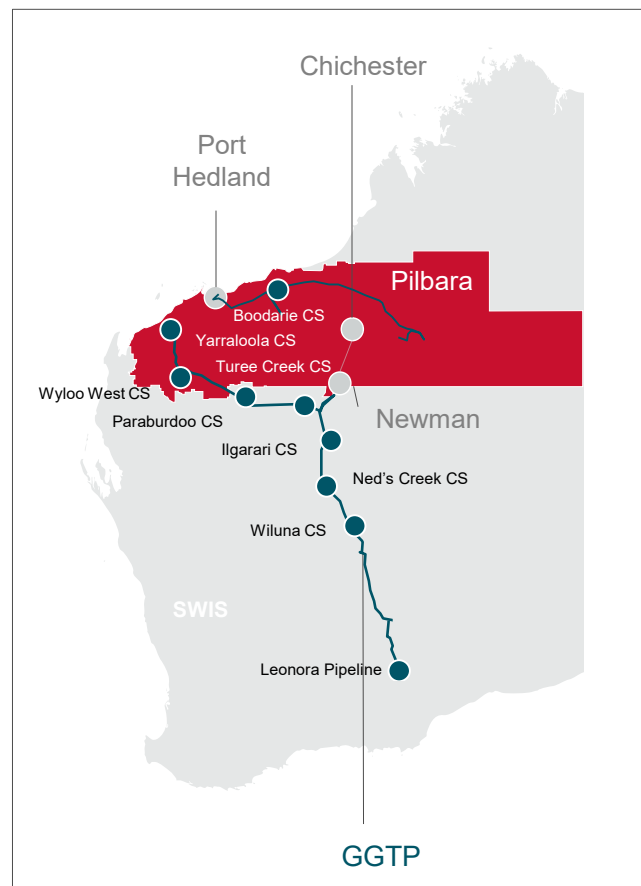 Chichester
Port
Hedland
Pilbara
Boodarie CS
Yarraloola CS
Turee Creek CS
Wyloo West CS
Paraburdoo CS
Newman
Ilgarari CS
Ned's Creek CS
Wiluna CS
SWIS
Leonora Pipeline
GGTP